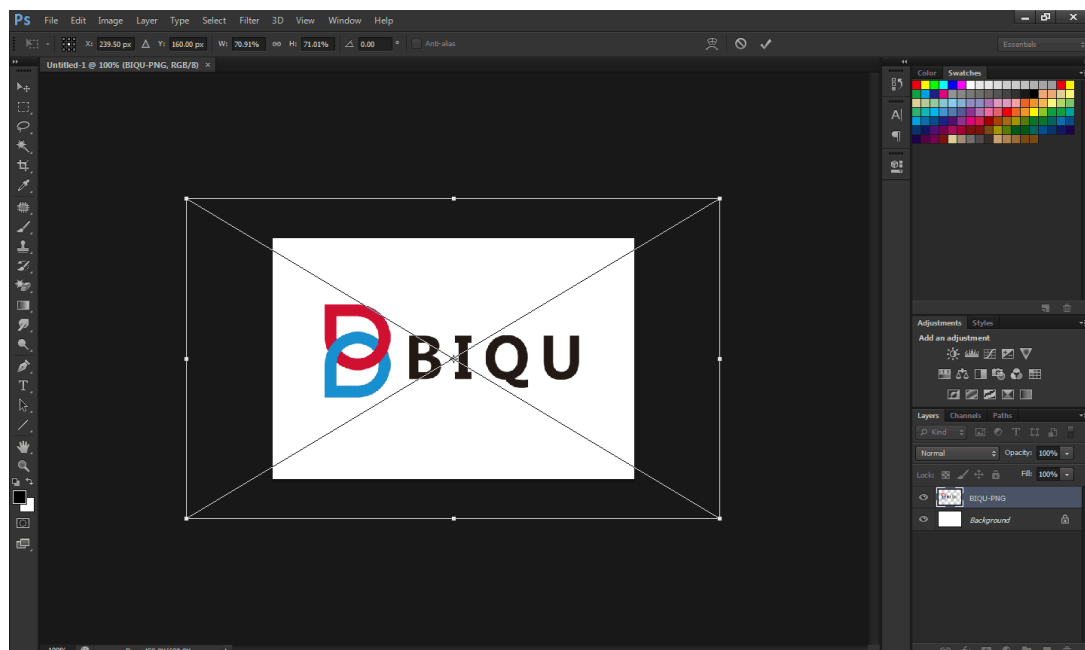 Ps File Edit Image Layer Type Select Filter 3D View Window Help
X: 239.50 px Δ Y: 160.00 px W: 70.91% H: 71.01% 0.00 ° Anti-alias Essentials
Untitled-1 @ 100% (BIQU-PNG, RGB/8) ×
Color Swatches
BIQU
Adjustments Styles
Add an adjustment
Layers Channels Paths
Kind
Normal Opacity: 100%
Lock: Fill: 100%
BIQU-PNG
Background